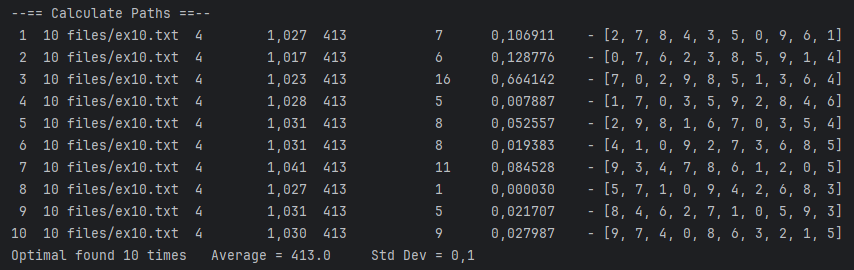 --== Calculate Paths ==--
1 10 files/ex10.txt 4 1,027 413 7 0,106911 - [2, 7, 8, 4, 3, 5, 0, 9, 6, 1]
2 10 files/ex10.txt 4 1,017 413 6 0,128776 - [0, 7, 6, 2, 3, 8, 5, 9, 1, 4]
3 10 files/ex10.txt 4 1,023 413 16 0,664142 - [7, 0, 2, 9, 8, 5, 1, 3, 6, 4]
4 10 files/ex10.txt 4 1,028 413 5 0,007887 - [1, 7, 0, 3, 5, 9, 2, 8, 4, 6]
5 10 files/ex10.txt 4 1,031 413 8 0,052557 - [2, 9, 8, 1, 6, 7, 0, 3, 5, 4]
6 10 files/ex10.txt 4 1,031 413 8 0,019383 - [4, 1, 0, 9, 2, 7, 3, 6, 8, 5]
7 10 files/ex10.txt 4 1,041 413 11 0,084528 - [9, 3, 4, 7, 8, 6, 1, 2, 0, 5]
8 10 files/ex10.txt 4 1,027 413 1 0,000030 - [5, 7, 1, 0, 9, 4, 2, 6, 8, 3]
9 10 files/ex10.txt 4 1,031 413 5 0,021707 - [8, 4, 6, 2, 7, 1, 0, 5, 9, 3]
10 10 files/ex10.txt 4 1,030 413 9 0,027987 - [9, 7, 4, 0, 8, 6, 3, 2, 1, 5]
Optimal found 10 times Average = 413.0 Std Dev = 0,1